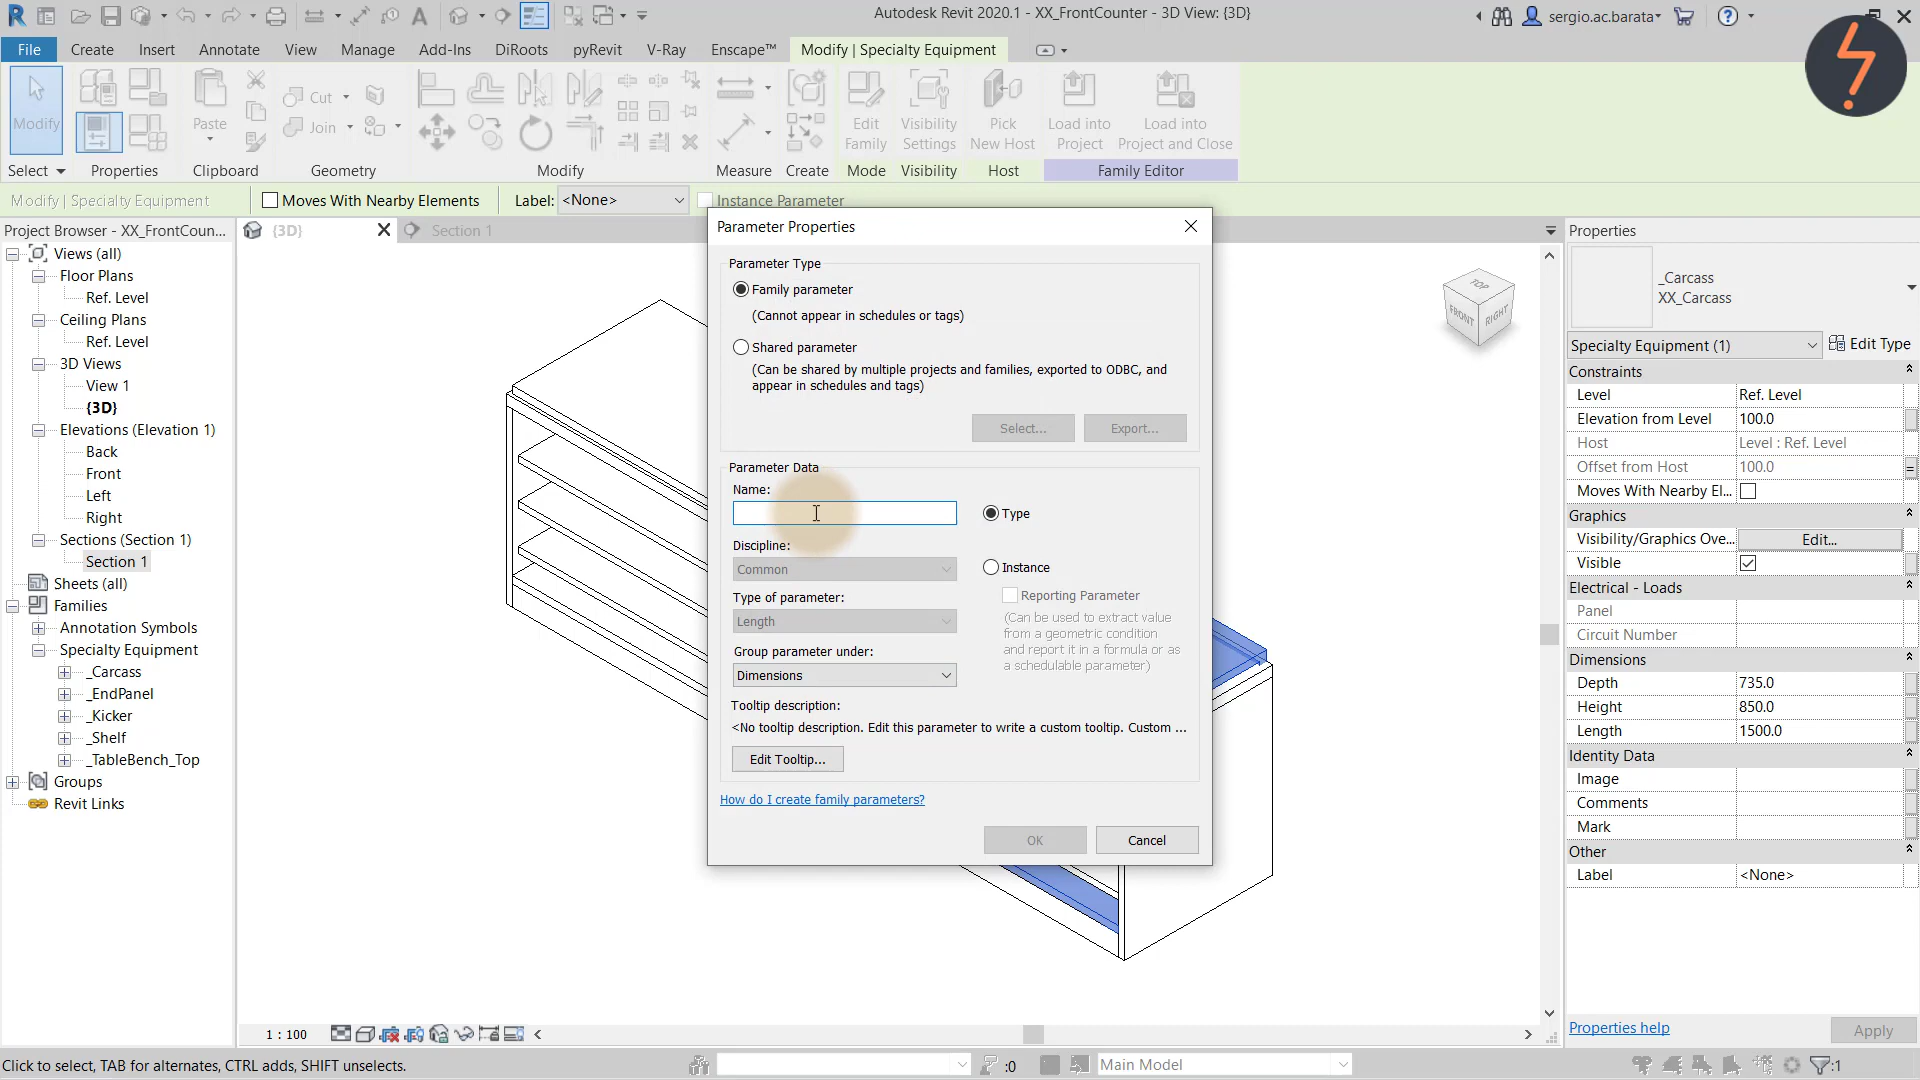 Autodesk Revit 2020.1 - XX_FrontCounter - 3D View: {3D}
sergio.ac.barata
File
Create
Insert
Annotate
View
Manage
Add-Ins
DiRoots
pyRevit
V-Ray
Enscape™
Modify | Specialty Equipment
Modify
Paste
Cut
Join
Edit
Family
Visibility
Settings
Pick
New Host
Load into
Project
Load into
Project and Close
Select
Properties
Clipboard
Geometry
Modify
Measure
Create
Mode
Visibility
Host
Family Editor
Modify | Specialty Equipment
Moves With Nearby Elements
Label:
<None>
Instance Parameter
Project Browser - XX_FrontCoun...
Views (all)
Floor Plans
Ref. Level
Ceiling Plans
Ref. Level
3D Views
View 1
{3D}
Elevations (Elevation 1)
Back
Front
Left
Right
Sections (Section 1)
Section 1
Sheets (all)
Families
Annotation Symbols
Specialty Equipment
_Carcass
_EndPanel
_Kicker
_Shelf
_TableBench_Top
Groups
Revit Links
{3D}
Section 1
Parameter Properties
Parameter Type
Family parameter
(Cannot appear in schedules or tags)
Shared parameter
(Can be shared by multiple projects and families, exported to ODBC, and
appear in schedules and tags)
Select...
Export...
Parameter Data
Name:
Type
Discipline:
Common
Instance
Type of parameter:
Reporting Parameter
Length
(Can be used to extract value
from a geometric condition
and report it in a formula or as
a schedulable parameter)
Group parameter under:
Dimensions
Tooltip description:
<No tooltip description. Edit this parameter to write a custom tooltip. Custom ...
Edit Tooltip...
How do I create family parameters?
OK
Cancel
TOP
FRONT
RIGHT
Properties
_Carcass
XX_Carcass
Specialty Equipment (1)
Edit Type
Constraints
Level
Ref. Level
Elevation from Level
100.0
Host
Level : Ref. Level
Offset from Host
100.0
=
Moves With Nearby El...
Graphics
Visibility/Graphics Ove...
Edit...
Visible
Electrical - Loads
Panel
Circuit Number
Dimensions
Depth
735.0
Height
850.0
Length
1500.0
Identity Data
Image
Comments
Mark
Other
Label
<None>
Properties help
Apply
1 : 100
Click to select, TAB for alternates, CTRL adds, SHIFT unselects.
:0
Main Model
:1